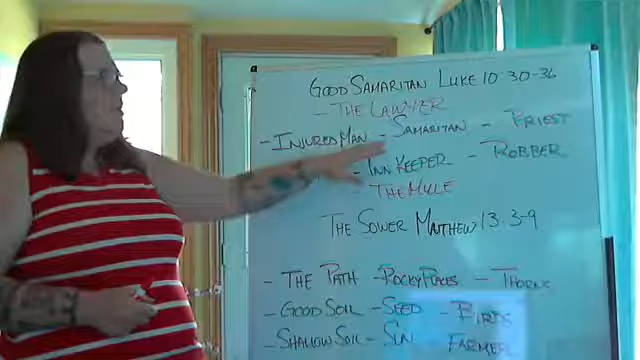 GOOD SAMARITAN LUKE 10:30-36
- THE LAWYER
- INJURED MAN - SAMARITAN - PRIEST
- INN KEEPER - ROBBER
- THE MULE
THE SOWER MATTHEW 13:3-9
- THE PATH - ROCKY PLACES - THORNS
- GOOD SOIL - SEED - BIRDS
- SHALLOW SOIL - SUN - FARMER